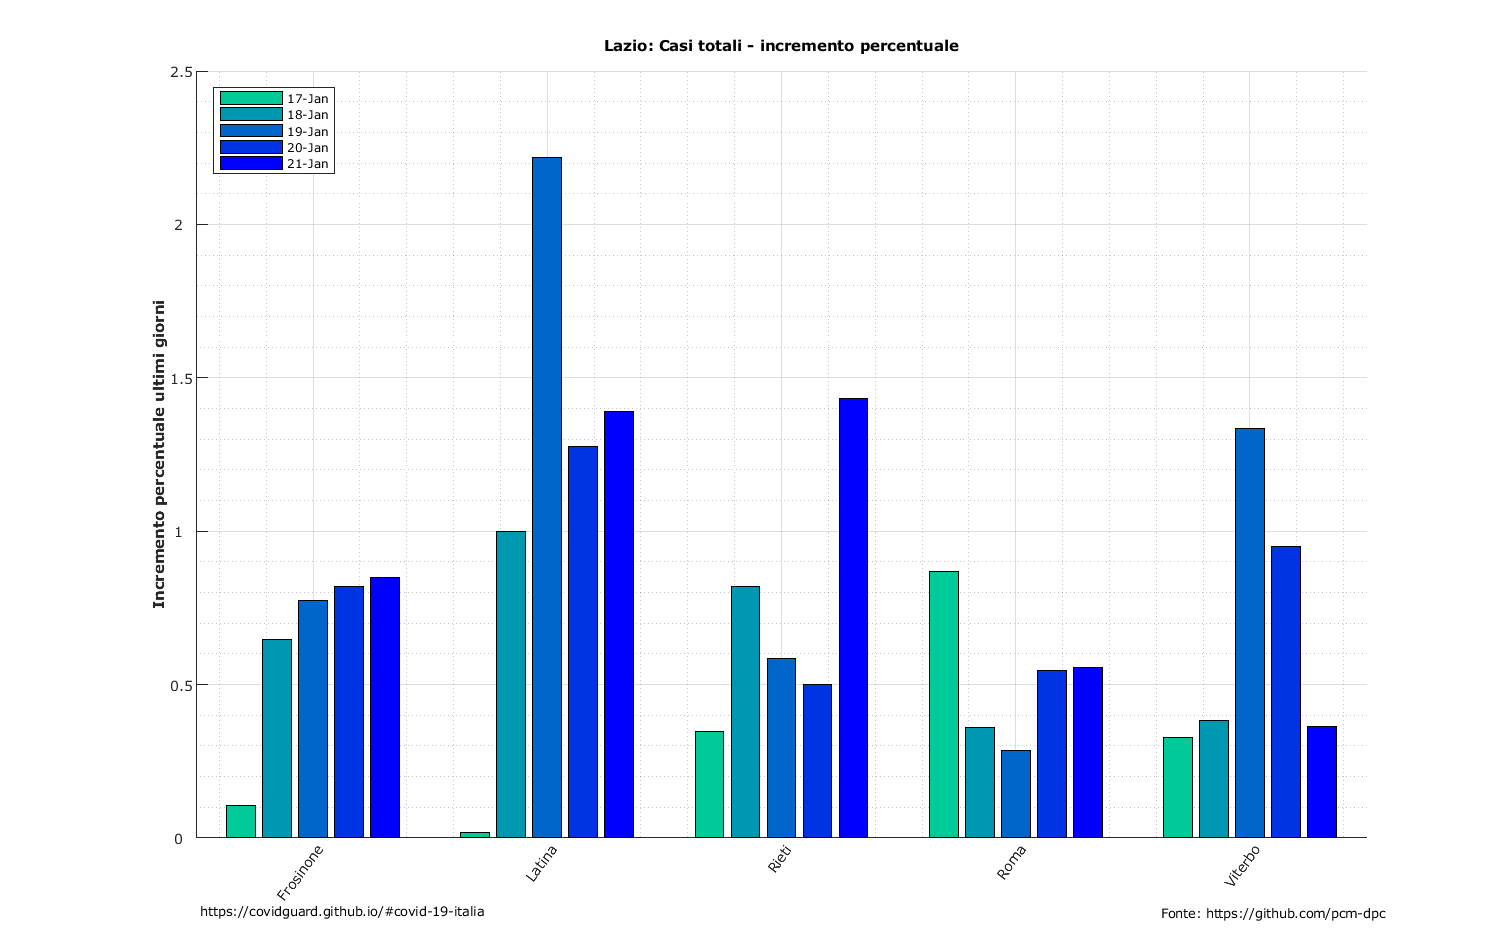 Lazio: Casi totali - incremento percentuale
Incremento percentuale ultimi giorni
2.5
2
1.5
1
0.5
0
17-Jan
18-Jan
19-Jan
20-Jan
21-Jan
Frosinone
Latina
Rieti
Roma
Viterbo
https://covidguard.github.io/#covid-19-italia
Fonte: https://github.com/pcm-dpc